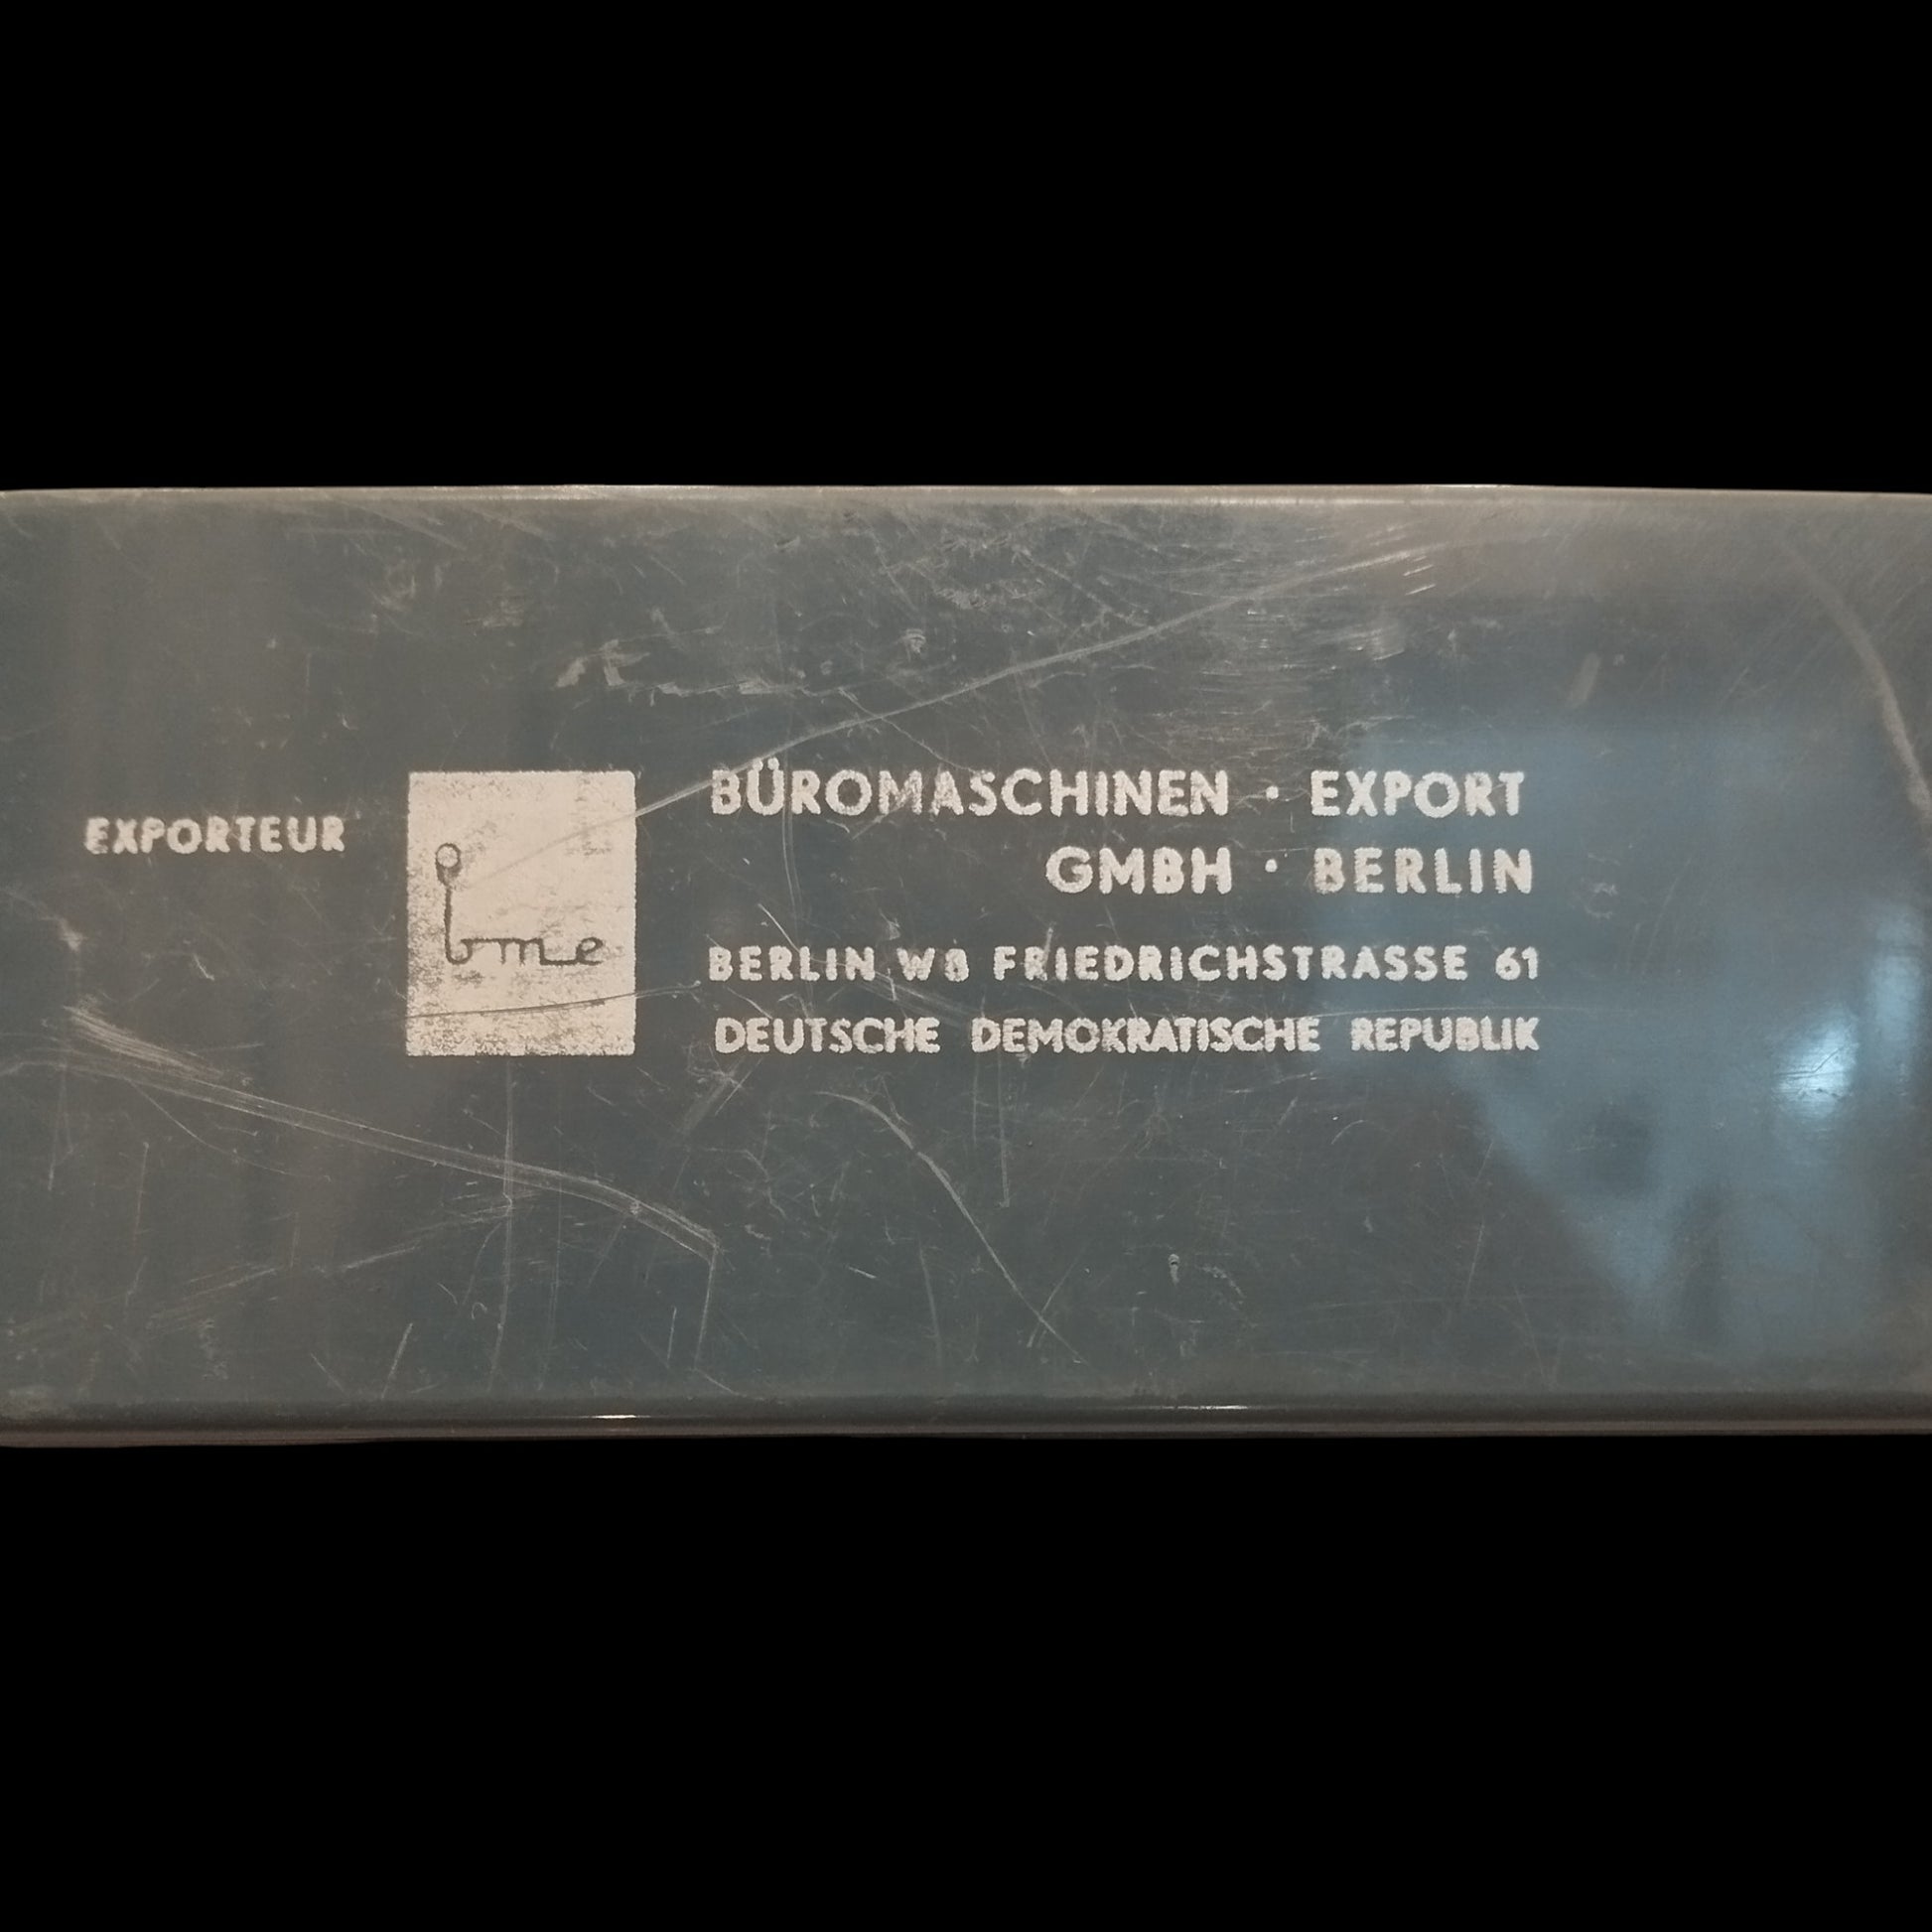 EXPORTEUR
bme
BÜROMASCHINEN · EXPORT
GMBH · BERLIN
BERLIN W8 FRIEDRICHSTRASSE 61
DEUTSCHE DEMOKRATISCHE REPUBLIK